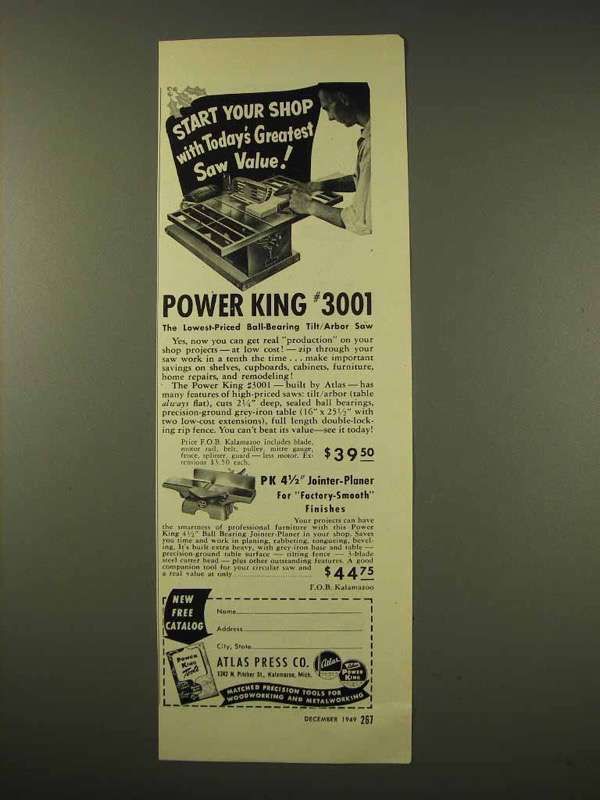 START YOUR SHOP
with Today's Greatest
Saw Value!
POWER KING #3001
The Lowest-Priced Ball-Bearing Tilt/Arbor Saw
Yes, now you can get real "production" on your
shop projects — at low cost! — zip through your
saw work in a tenth the time . . . make important
savings on shelves, cupboards, cabinets, furniture,
home repairs, and remodeling!
The Power King #3001 — built by Atlas — has
many features of high-priced saws: tilt/arbor (table
always flat), cuts 2¼" deep, sealed ball bearings,
precision-ground grey-iron table (16" x 25½" with
two low-cost extensions), full length double-lock-
ing rip fence. You can't beat its value—see it today!
Price F.O.B. Kalamazoo includes blade,
motor rail, belt, pulley, mitre gauge,
fence, splitter, guard — less motor. Ex-
tensions $3.50 each.
$39.50
PK 4½" Jointer-Planer
For "Factory-Smooth"
Finishes
Your projects can have
the smartness of professional furniture with this Power
King 4½" Ball Bearing Jointer-Planer in your shop. Saves
you time and work in planing, rabbeting, tongueing, bevel-
ing. It's built extra heavy, with grey-iron base and table —
precision-ground table surface — tilting fence — 3-blade
steel cutter head — plus other outstanding features. A good
companion tool for your circular saw and
a real value at only
$44.75
F.O.B. Kalamazoo
NEW
FREE
CATALOG
Name
Address
City, State
POWER
KING
Tools
ATLAS PRESS CO.
N. Pitcher St., Kalamazoo, Mich.
Atlas
POWER
KING
MATCHED PRECISION TOOLS FOR
WOODWORKING AND METALWORKING
DECEMBER 1949 267